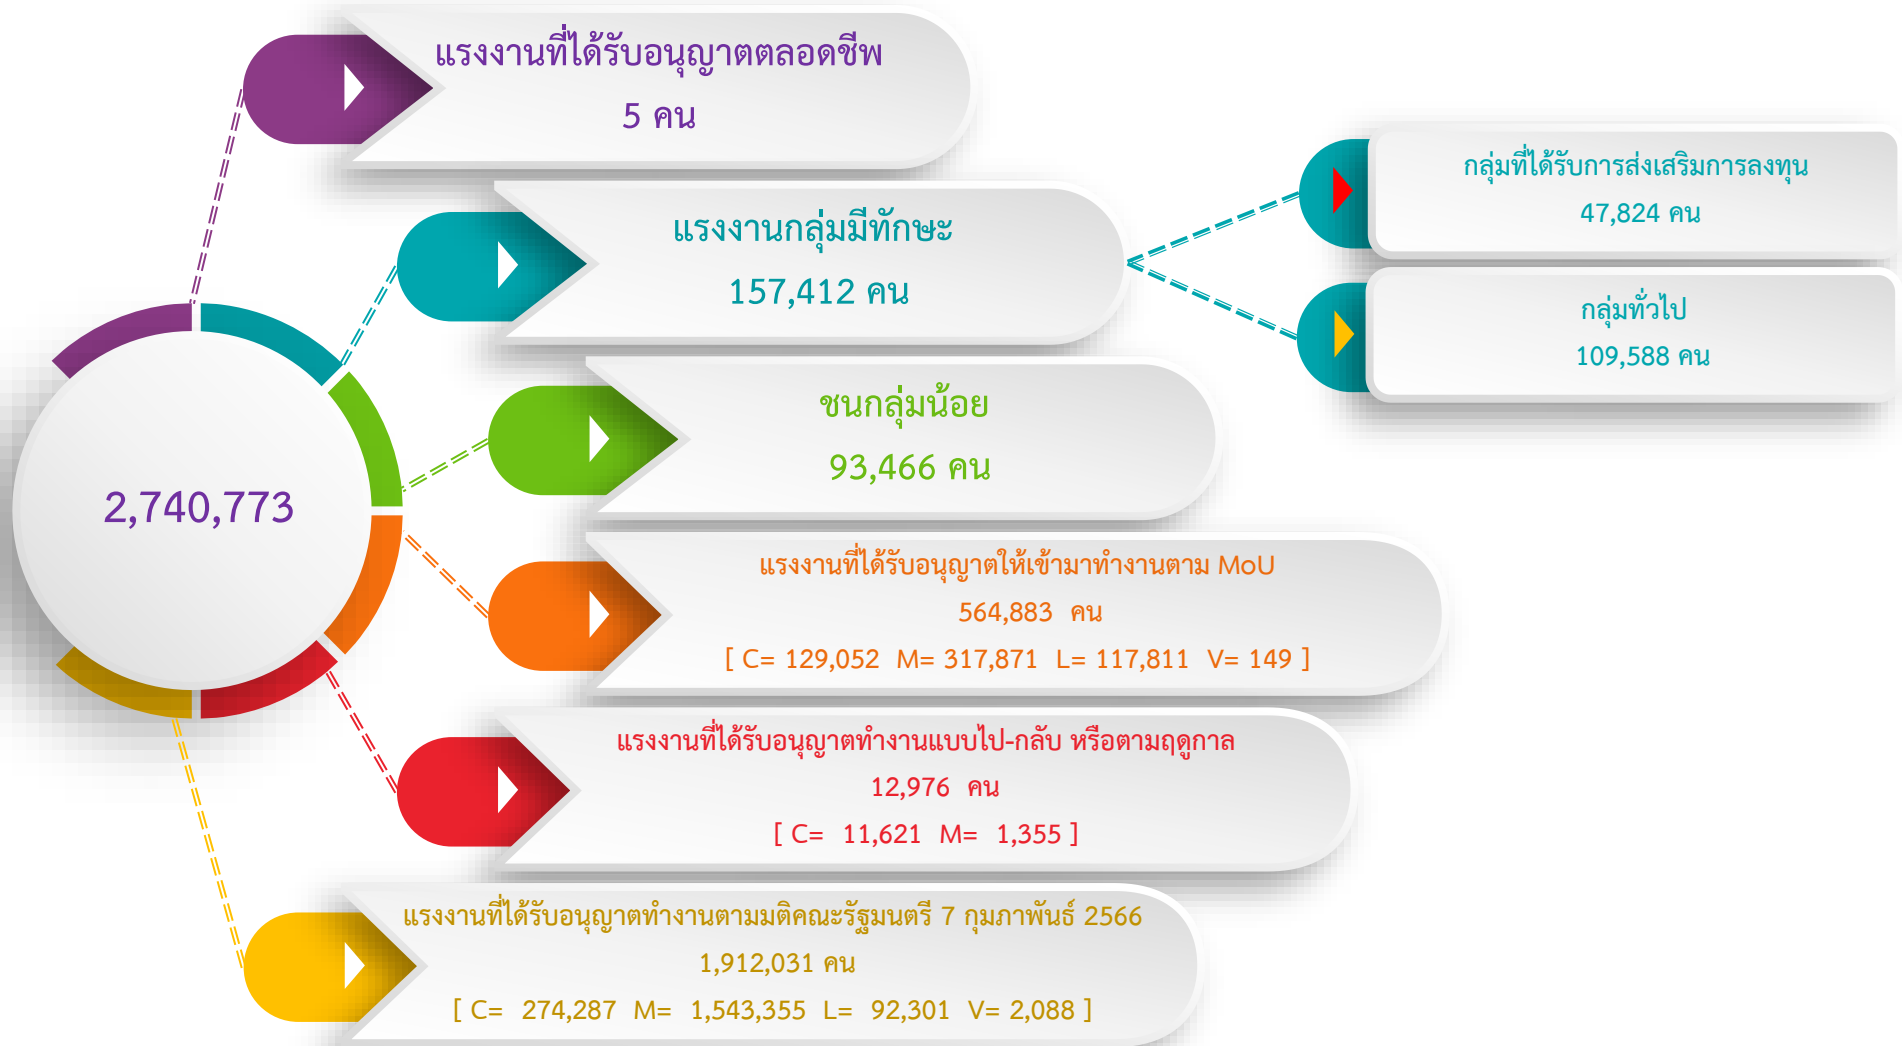 แรงงานที่ได้รับอนุญาตตลอดชีพ
5 คน
แรงงานกลุ่มมีทักษะ
157,412 คน
กลุ่มที่ได้รับการส่งเสริมการลงทุน
47,824 คน
กลุ่มทั่วไป
109,588 คน
ชนกลุ่มน้อย
93,466 คน
2,740,773
แรงงานที่ได้รับอนุญาตให้เข้ามาทำงานตาม MoU
564,883 คน
[ C= 129,052 M= 317,871 L= 117,811 V= 149 ]
แรงงานที่ได้รับอนุญาตทำงานแบบไป-กลับ หรือตามฤดูกาล
12,976 คน
[ C= 11,621 M= 1,355 ]
แรงงานที่ได้รับอนุญาตทำงานตามมติคณะรัฐมนตรี 7 กุมภาพันธ์ 2566
1,912,031 คน
[ C= 274,287 M= 1,543,355 L= 92,301 V= 2,088 ]